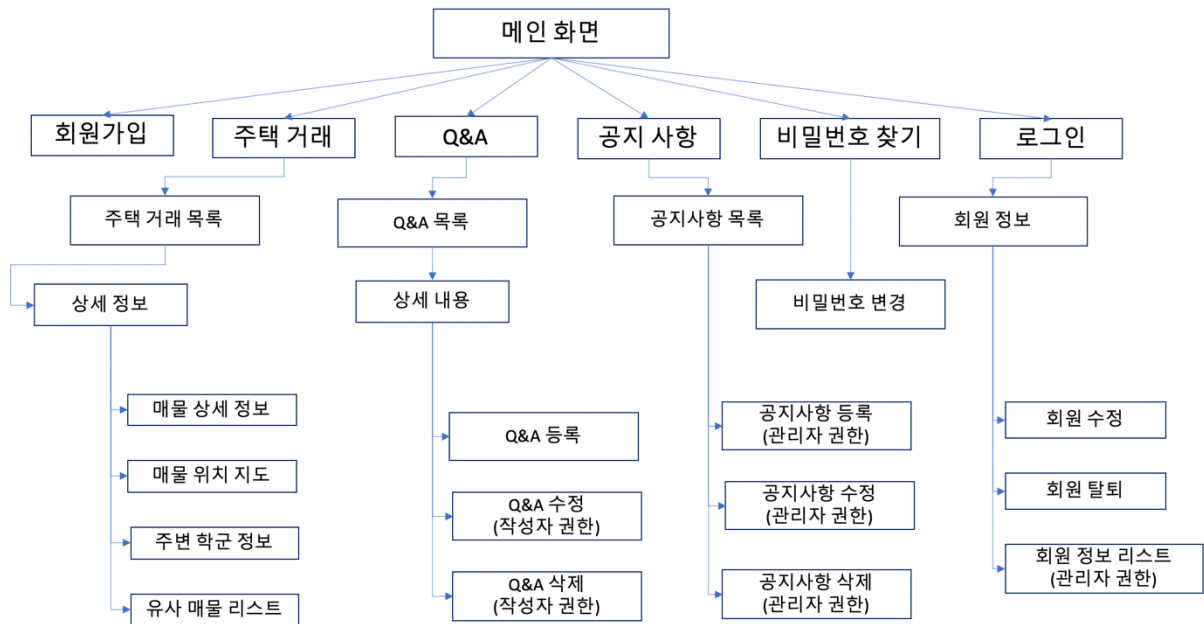 메인 화면
회원가입
주택 거래
Q&A
공지 사항
비밀번호 찾기
로그인
주택 거래 목록
Q&A 목록
공지사항 목록
회원 정보
상세 정보
상세 내용
비밀번호 변경
매물 상세 정보
매물 위치 지도
주변 학군 정보
유사 매물 리스트
Q&A 등록
Q&A 수정
(작성자 권한)
Q&A 삭제
(작성자 권한)
공지사항 등록
(관리자 권한)
공지사항 수정
(관리자 권한)
공지사항 삭제
(관리자 권한)
회원 수정
회원 탈퇴
회원 정보 리스트
(관리자 권한)